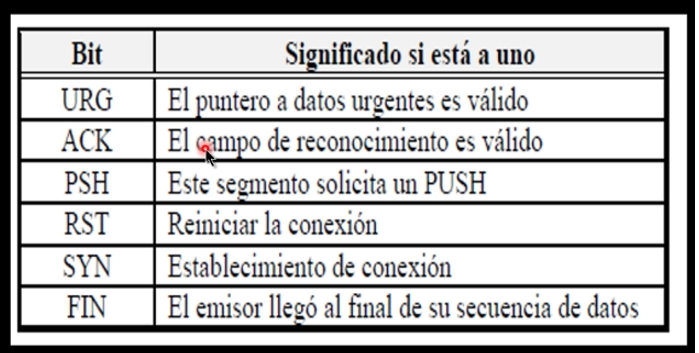 Bit Significado si está a uno
URG El puntero a datos urgentes es válido
ACK El campo de reconocimiento es válido
PSH Este segmento solicita un PUSH
RST Reiniciar la conexión
SYN Establecimiento de conexión
FIN El emisor llegó al final de su secuencia de datos